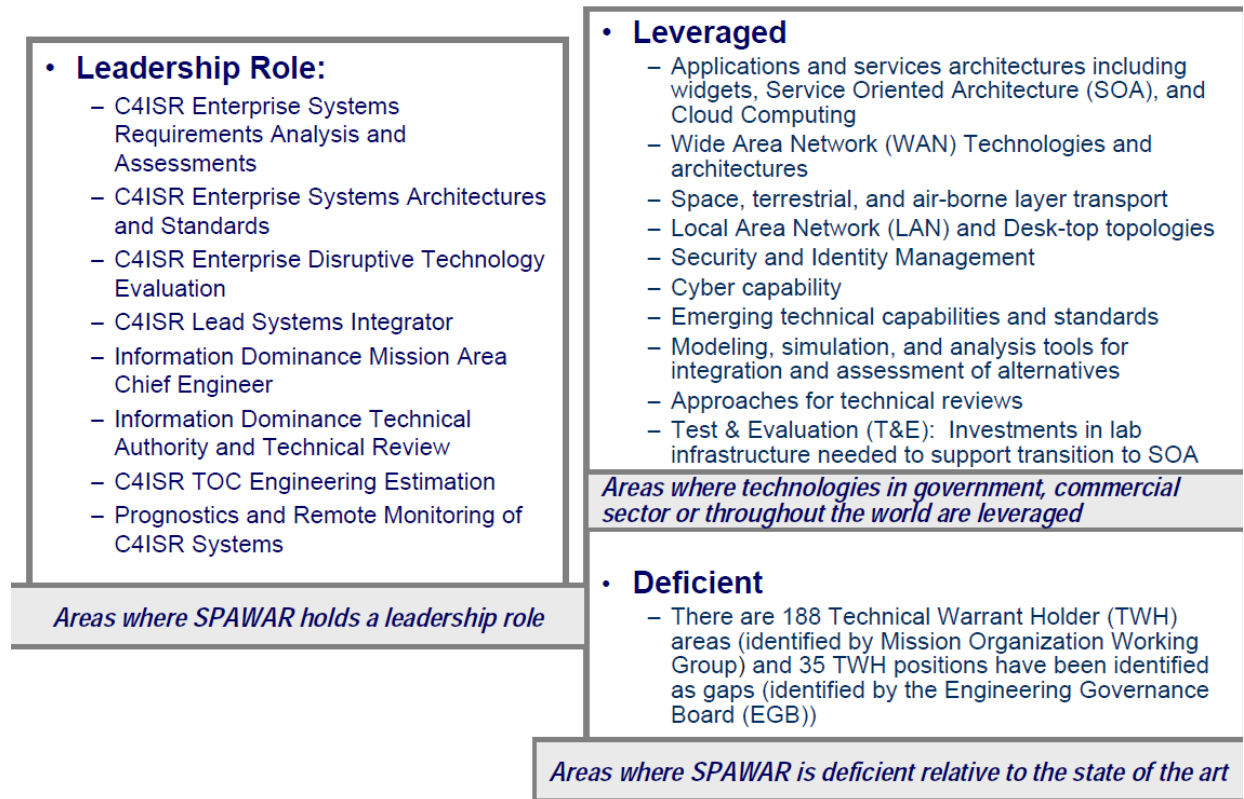 • Leadership Role:
– C4ISR Enterprise Systems
Requirements Analysis and
Assessments
– C4ISR Enterprise Systems Architectures
and Standards
– C4ISR Enterprise Disruptive Technology
Evaluation
– C4ISR Lead Systems Integrator
– Information Dominance Mission Area
Chief Engineer
– Information Dominance Technical
Authority and Technical Review
– C4ISR TOC Engineering Estimation
– Prognostics and Remote Monitoring of
C4ISR Systems
Areas where SPAWAR holds a leadership role
• Leveraged
– Applications and services architectures including
widgets, Service Oriented Architecture (SOA), and
Cloud Computing
– Wide Area Network (WAN) Technologies and
architectures
– Space, terrestrial, and air-borne layer transport
– Local Area Network (LAN) and Desk-top topologies
– Security and Identity Management
– Cyber capability
– Emerging technical capabilities and standards
– Modeling, simulation, and analysis tools for
integration and assessment of alternatives
– Approaches for technical reviews
– Test & Evaluation (T&E): Investments in lab
infrastructure needed to support transition to SOA
Areas where technologies in government, commercial
sector or throughout the world are leveraged
• Deficient
– There are 188 Technical Warrant Holder (TWH)
areas (identified by Mission Organization Working
Group) and 35 TWH positions have been identified
as gaps (identified by the Engineering Governance
Board (EGB))
Areas where SPAWAR is deficient relative to the state of the art